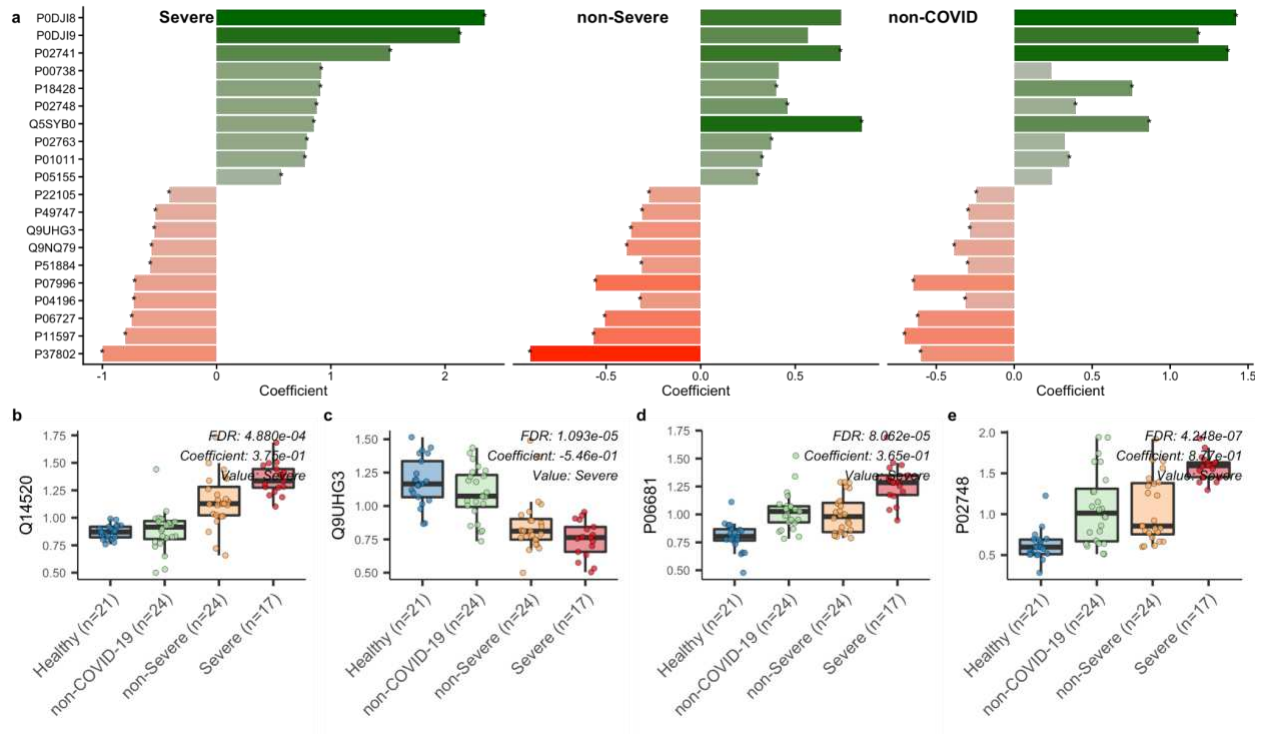 a
Severe
non-Severe
non-COVID
P0DJI8
P0DJI9
P02741
P00738
P18428
P02748
Q5SYB0
P02763
P01011
P05155
P22105
P49747
Q9UHG3
Q9NQ79
P51884
P07996
P04196
P06727
P11597
P37802
-1 0 1 2
Coefficient
-0.5 0.0 0.5
Coefficient
-0.5 0.0 0.5 1.0 1.5
Coefficient
b
Q14520
1.75
1.50
1.25
1.00
0.75
0.50
FDR: 4.880e-04
Coefficient: 3.76e-01
Value: Severe
Healthy (n=21)
non-COVID-19 (n=24)
non-Severe (n=24)
Severe (n=17)
c
Q9UHG3
1.50
1.25
1.00
0.75
0.50
FDR: 1.093e-05
Coefficient: -5.46e-01
Value: Severe
Healthy (n=21)
non-COVID-19 (n=24)
non-Severe (n=24)
Severe (n=17)
d
P06681
1.75
1.50
1.25
1.00
0.75
0.50
FDR: 8.062e-05
Coefficient: 3.65e-01
Value: Severe
Healthy (n=21)
non-COVID-19 (n=24)
non-Severe (n=24)
Severe (n=17)
e
P02748
2.0
1.5
1.0
0.5
FDR: 4.248e-07
Coefficient: 8.77e-01
Value: Severe
Healthy (n=21)
non-COVID-19 (n=24)
non-Severe (n=24)
Severe (n=17)